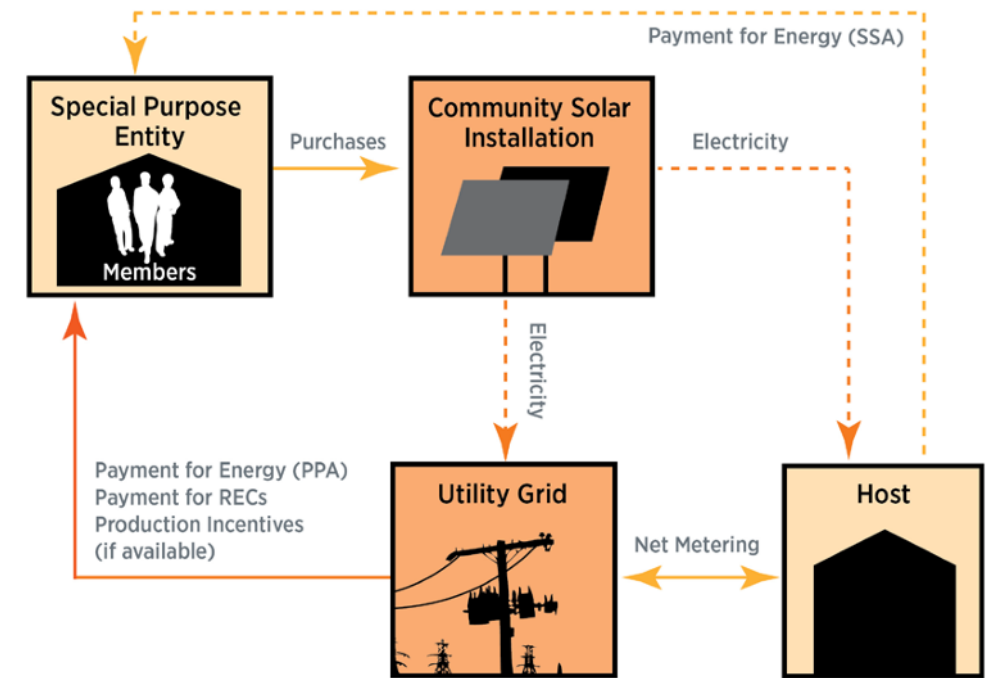 Payment for Energy (SSA)
Special Purpose
Entity
Members
Purchases
Community Solar
Installation
Electricity
Electricity
Payment for Energy (PPA)
Payment for RECs
Production Incentives
(if available)
Utility Grid
Net Metering
Host